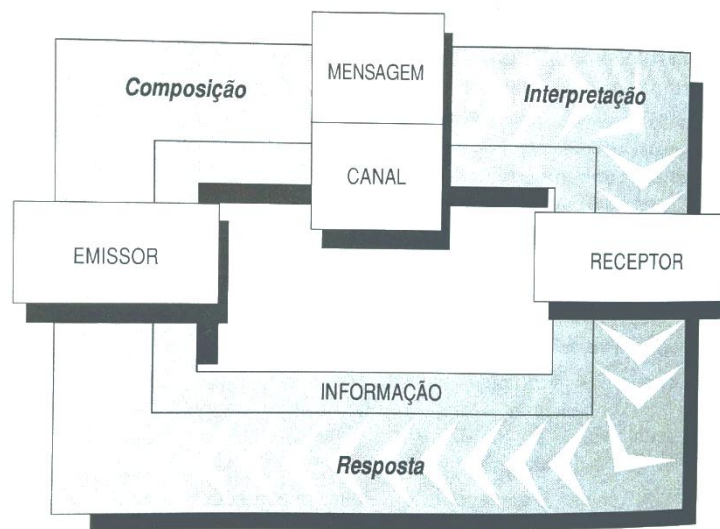 MENSAGEM
Composição
Interpretação
CANAL
EMISSOR
RECEPTOR
INFORMAÇÃO
Resposta